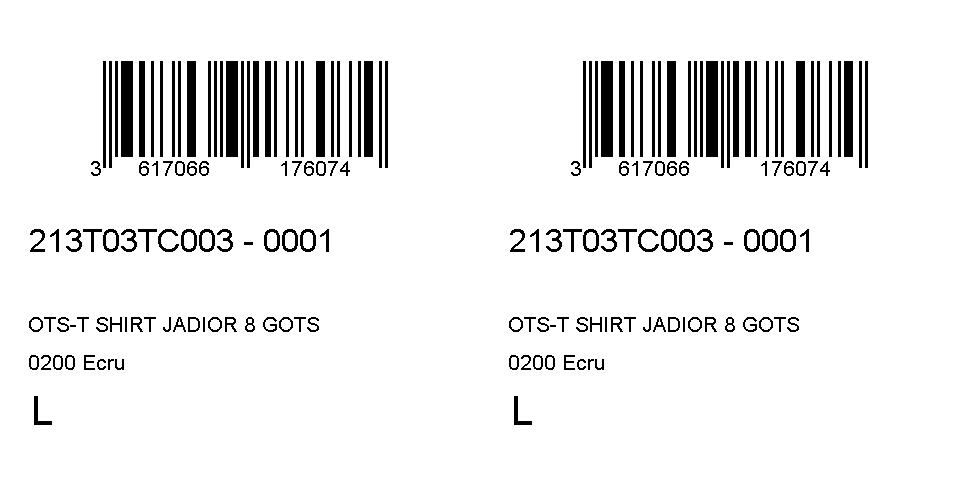 3 617066 176074
213T03TC003 - 0001
OTS-T SHIRT JADIOR 8 GOTS
0200 Ecru
L
3 617066 176074
213T03TC003 - 0001
OTS-T SHIRT JADIOR 8 GOTS
0200 Ecru
L